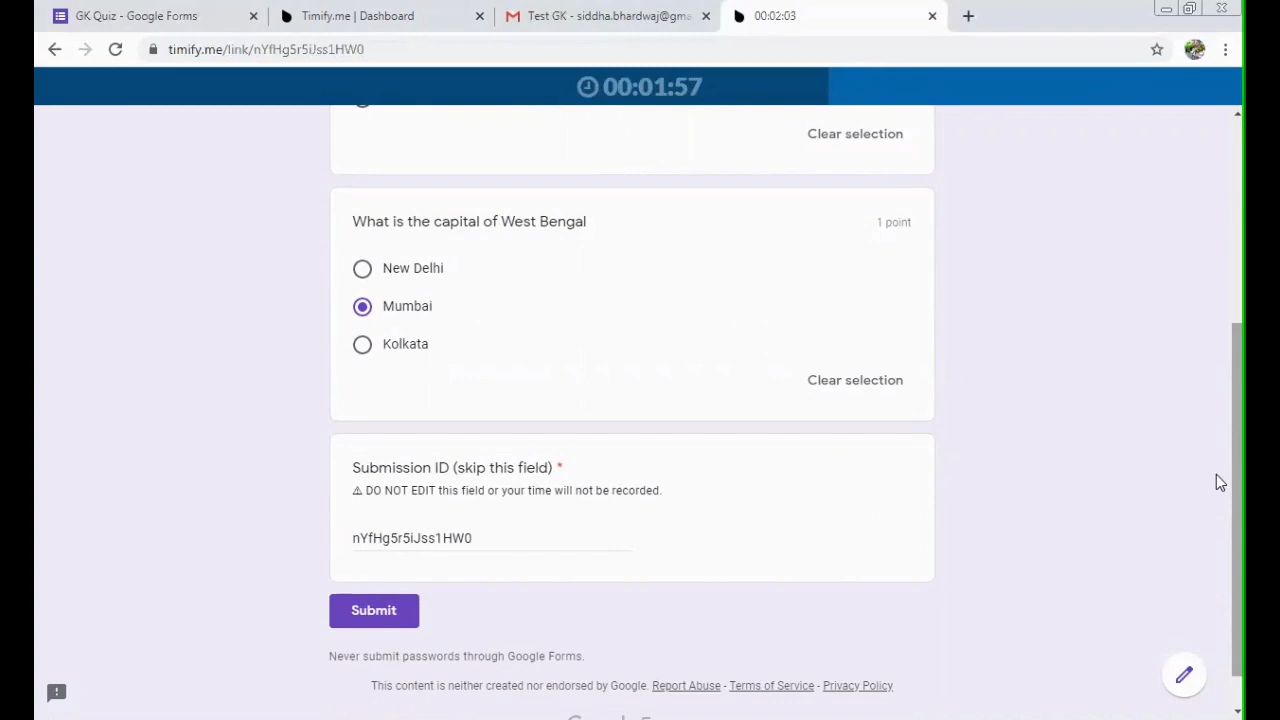 GK Quiz - Google Forms
Timify.me | Dashboard
Test GK - siddha.bhardwaj@gma
00:02:03
timify.me/link/nYfHg5r5iJss1HW0
00:01:57
Clear selection
What is the capital of West Bengal
1 point
New Delhi
Mumbai
Kolkata
Clear selection
Submission ID (skip this field) *
⚠ DO NOT EDIT this field or your time will not be recorded.
nYfHg5r5iJss1HW0
Submit
Never submit passwords through Google Forms.
This content is neither created nor endorsed by Google. Report Abuse - Terms of Service - Privacy Policy